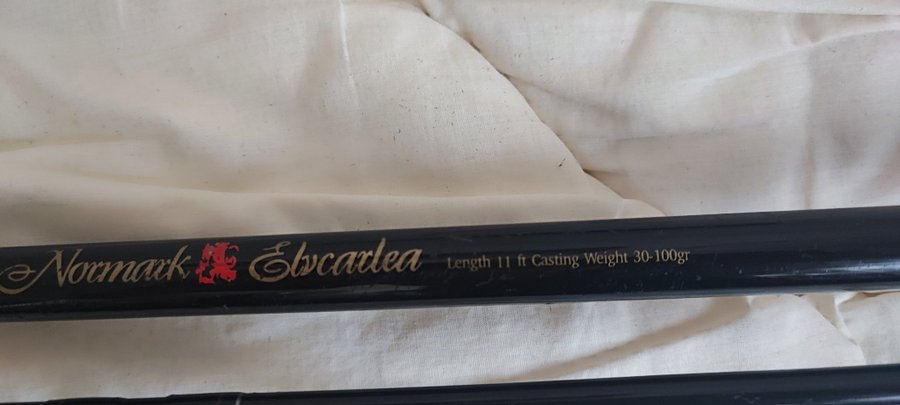 Normark Elvcarlea Length 11 ft Casting Weight 30-100gr